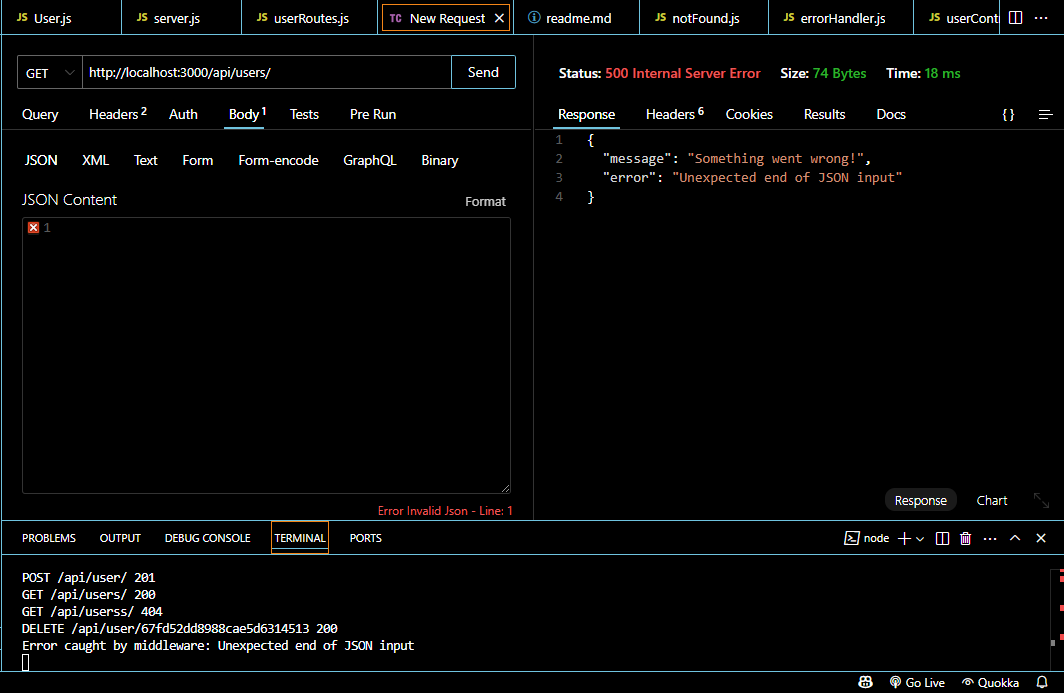 JS User.js JS server.js JS userRoutes.js TC New Request readme.md JS notFound.js JS errorHandler.js JS userCont
GET http://localhost:3000/api/users/ Send
Status: 500 Internal Server Error Size: 74 Bytes Time: 18 ms
Query Headers 2 Auth Body 1 Tests Pre Run
Response Headers 6 Cookies Results Docs {}
JSON XML Text Form Form-encode GraphQL Binary
JSON Content Format
1
Error Invalid Json - Line: 1
1 {
2 "message": "Something went wrong!",
3 "error": "Unexpected end of JSON input"
4 }
Response Chart
PROBLEMS OUTPUT DEBUG CONSOLE TERMINAL PORTS node
POST /api/user/ 201
GET /api/users/ 200
GET /api/userss/ 404
DELETE /api/user/67fd52dd8988cae5d6314513 200
Error caught by middleware: Unexpected end of JSON input
Go Live Quokka